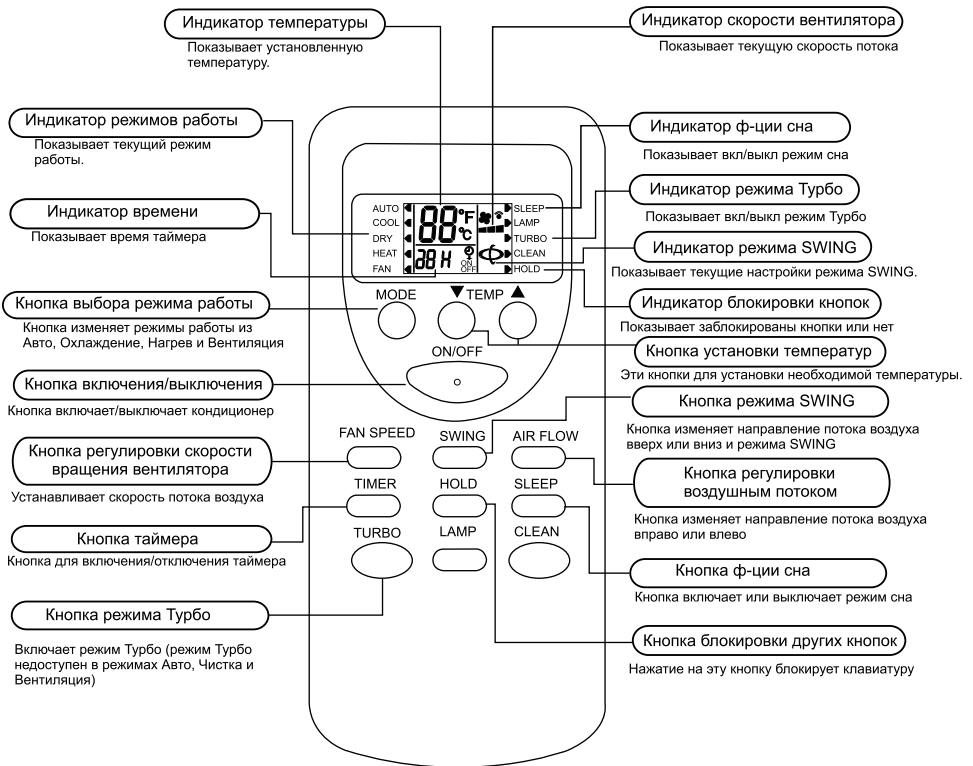 Индикатор температуры
Показывает установленную
температуру.
Индикатор режимов работы
Показывает текущий режим
работы.
Индикатор времени
Показывает время таймера
Кнопка выбора режима работы
Кнопка изменяет режимы работы из
Авто, Охлаждение, Нагрев и Вентиляция
Кнопка включения/выключения
Кнопка включает/выключает кондиционер
Кнопка регулировки скорости
вращения вентилятора
Устанавливает скорость потока воздуха
Кнопка таймера
Кнопка для включения/отключения таймера
Кнопка режима Турбо
Включает режим Турбо (режим Турбо
недоступен в режимах Авто, Чистка и
Вентиляция)
AUTO
COOL
DRY
HEAT
FAN
88 °F
°C
28 H ON
OFF
SLEEP
LAMP
TURBO
CLEAN
HOLD
MODE ▼ TEMP ▲
ON/OFF
FAN SPEED SWING AIR FLOW
TIMER HOLD SLEEP
TURBO LAMP CLEAN
Индикатор скорости вентилятора
Показывает текущую скорость потока
Индикатор ф-ции сна
Показывает вкл/выкл режим сна
Индикатор режима Турбо
Показывает вкл/выкл режим Турбо
Индикатор режима SWING
Показывает текущие настройки режима SWING.
Индикатор блокировки кнопок
Показывает заблокированы кнопки или нет
Кнопка установки температур
Эти кнопки для установки необходимой температуры.
Кнопка режима SWING
Кнопка изменяет направление потока воздуха
вверх или вниз и режима SWING
Кнопка регулировки
воздушным потоком
Кнопка изменяет направление потока воздуха
вправо или влево
Кнопка ф-ции сна
Кнопка включает или выключает режим сна
Кнопка блокировки других кнопок
Нажатие на эту кнопку блокирует клавиатуру